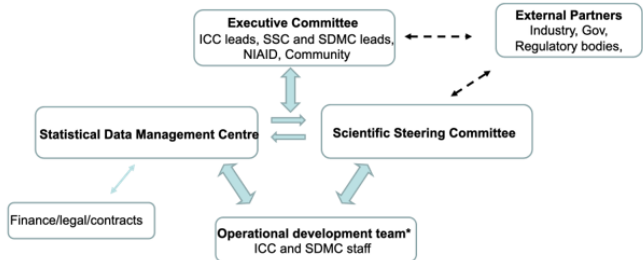 Executive Committee
ICC leads, SSC and SDMC leads,
NIAID, Community
External Partners
Industry, Gov,
Regulatory bodies,
Statistical Data Management Centre
Scientific Steering Committee
Finance/legal/contracts
Operational development team*
ICC and SDMC staff